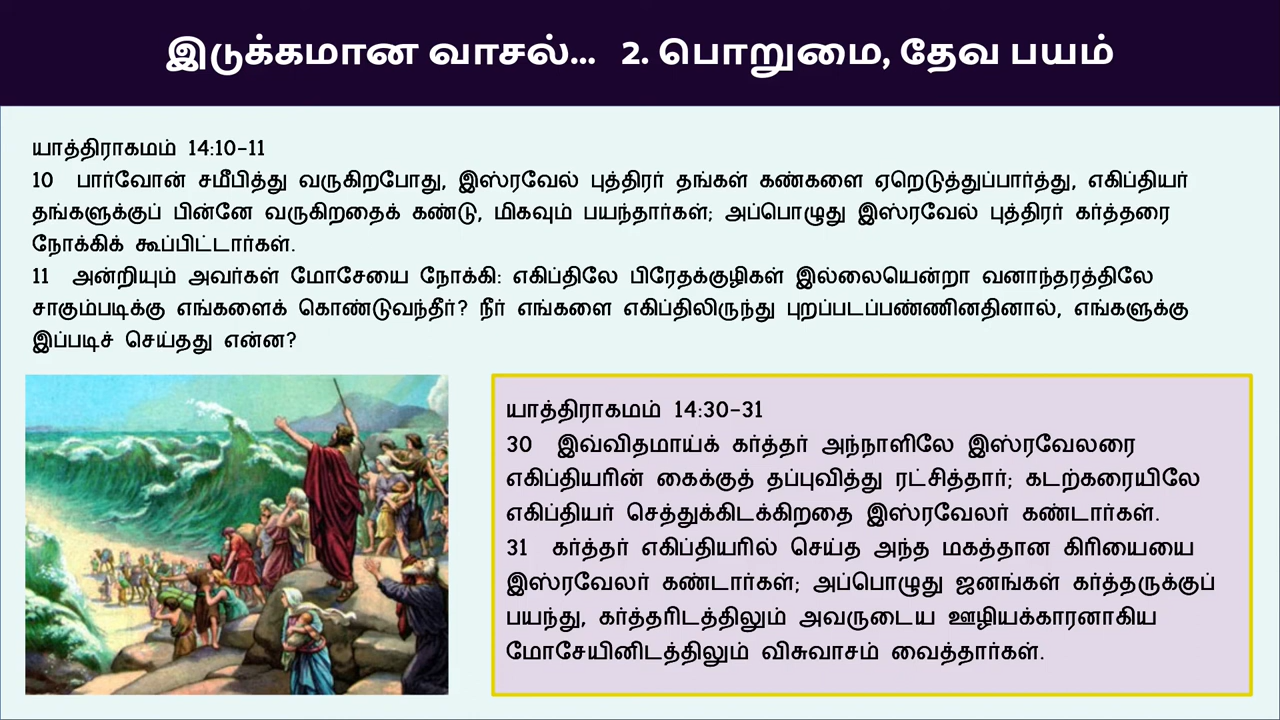 இடுக்கமான வாசல்... 2. பொறுமை, தேவ பயம்
யாத்திராகமம் 14:10-11
10 பார்வோன் சமீபித்து வருகிறபோது, இஸ்ரவேல் புத்திரர் தங்கள் கண்களை ஏறெடுத்துப்பார்த்து, எகிப்தியர்
தங்களுக்குப் பின்னே வருகிறதைக் கண்டு, மிகவும் பயந்தார்கள்; அப்பொழுது இஸ்ரவேல் புத்திரர் கர்த்தரை
நோக்கிக் கூப்பிட்டார்கள்.
11 அன்றியும் அவர்கள் மோசேயை நோக்கி: எகிப்திலே பிரேதக்குழிகள் இல்லையென்றா வனாந்தரத்திலே
சாகும்படிக்கு எங்களைக் கொண்டுவந்தீர்? நீர் எங்களை எகிப்திலிருந்து புறப்படப்பண்ணினதினால், எங்களுக்கு
இப்படிச் செய்தது என்ன?
யாத்திராகமம் 14:30-31
30 இவ்விதமாய்க் கர்த்தர் அந்நாளிலே இஸ்ரவேலரை
எகிப்தியரின் கைக்குத் தப்புவித்து ரட்சித்தார்; கடற்கரையிலே
எகிப்தியர் செத்துக்கிடக்கிறதை இஸ்ரவேலர் கண்டார்கள்.
31 கர்த்தர் எகிப்தியரில் செய்த அந்த மகத்தான கிரியையை
இஸ்ரவேலர் கண்டார்கள்; அப்பொழுது ஜனங்கள் கர்த்தருக்குப்
பயந்து, கர்த்தரிடத்திலும் அவருடைய ஊழியக்காரனாகிய
மோசேயினிடத்திலும் விசுவாசம் வைத்தார்கள்.